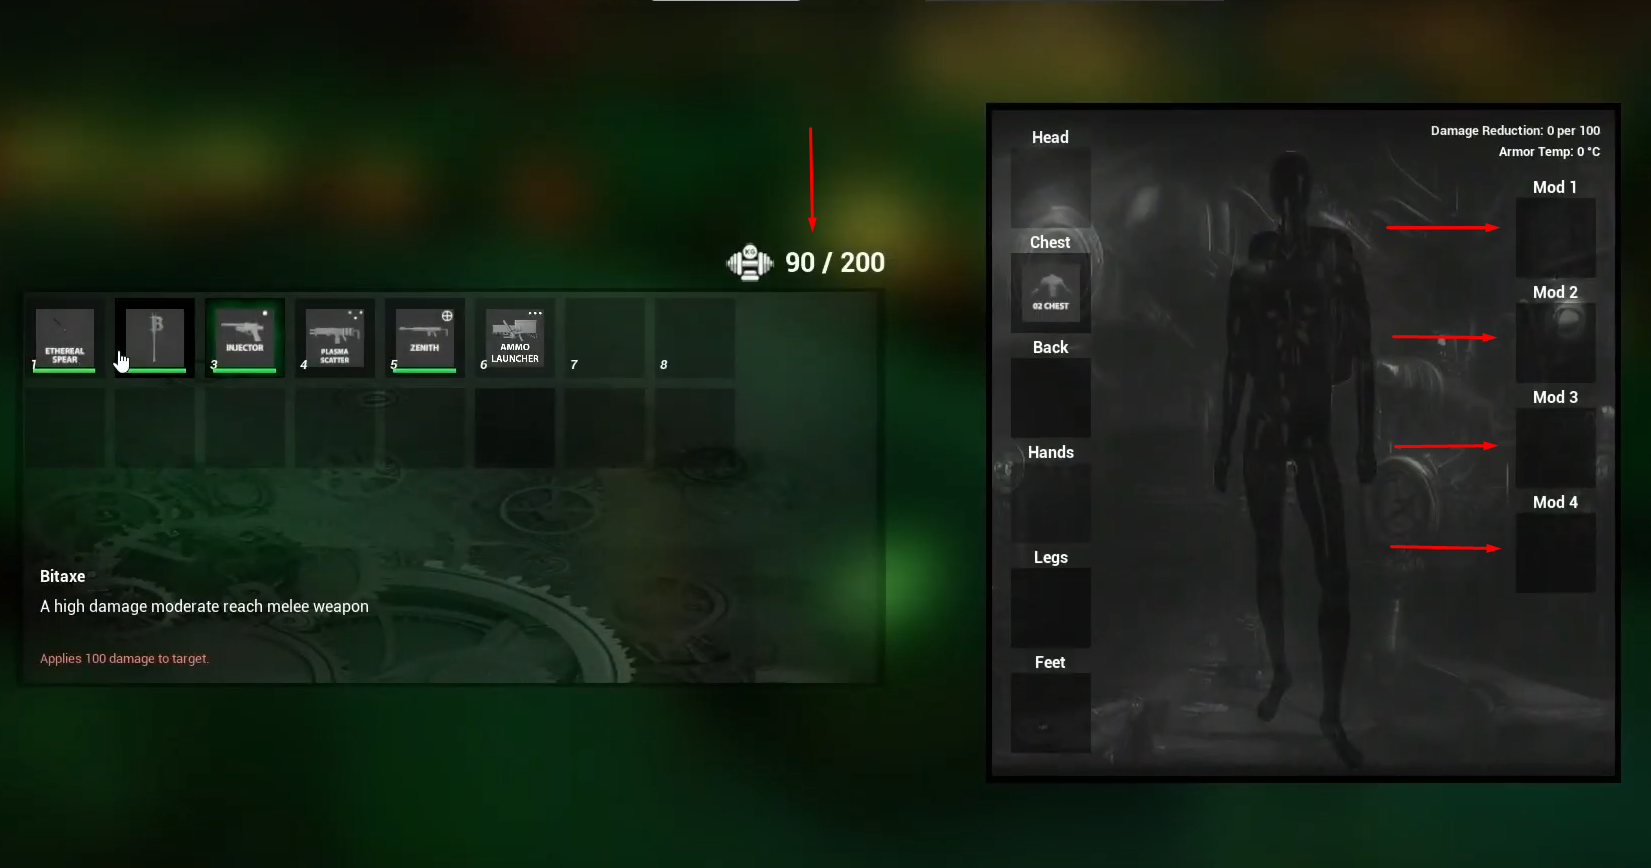 Damage Reduction: 0 per 100
Armor Temp: 0 °C
Head
Mod 1
Chest
KG
90 / 200
02 CHEST
Mod 2
ETHEREAL
SPEAR
1
B
INJECTOR
3
PLASMA
SCATTER
4
ZENITH
5
AMMO
LAUNCHER
6
7
8
Back
Mod 3
Hands
Mod 4
Legs
Bitaxe
A high damage moderate reach melee weapon
Applies 100 damage to target.
Feet